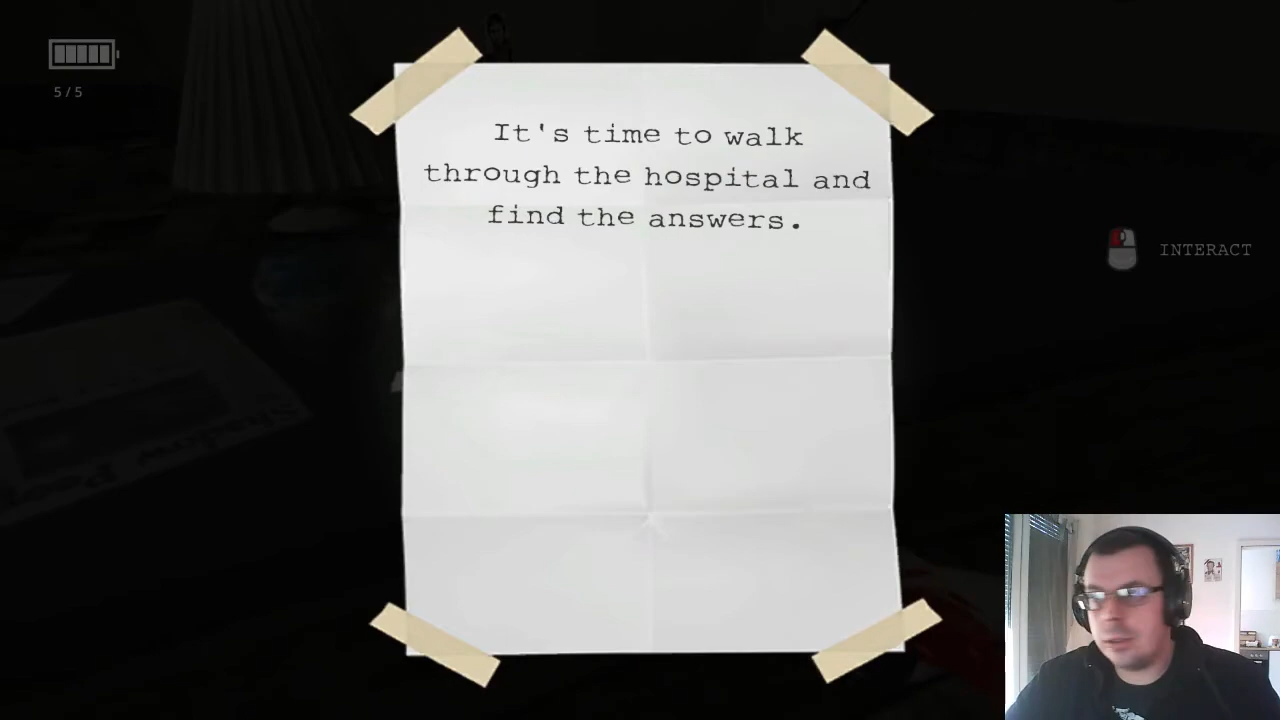 5/5
It's time to walk
through the hospital and
find the answers.
INTERACT